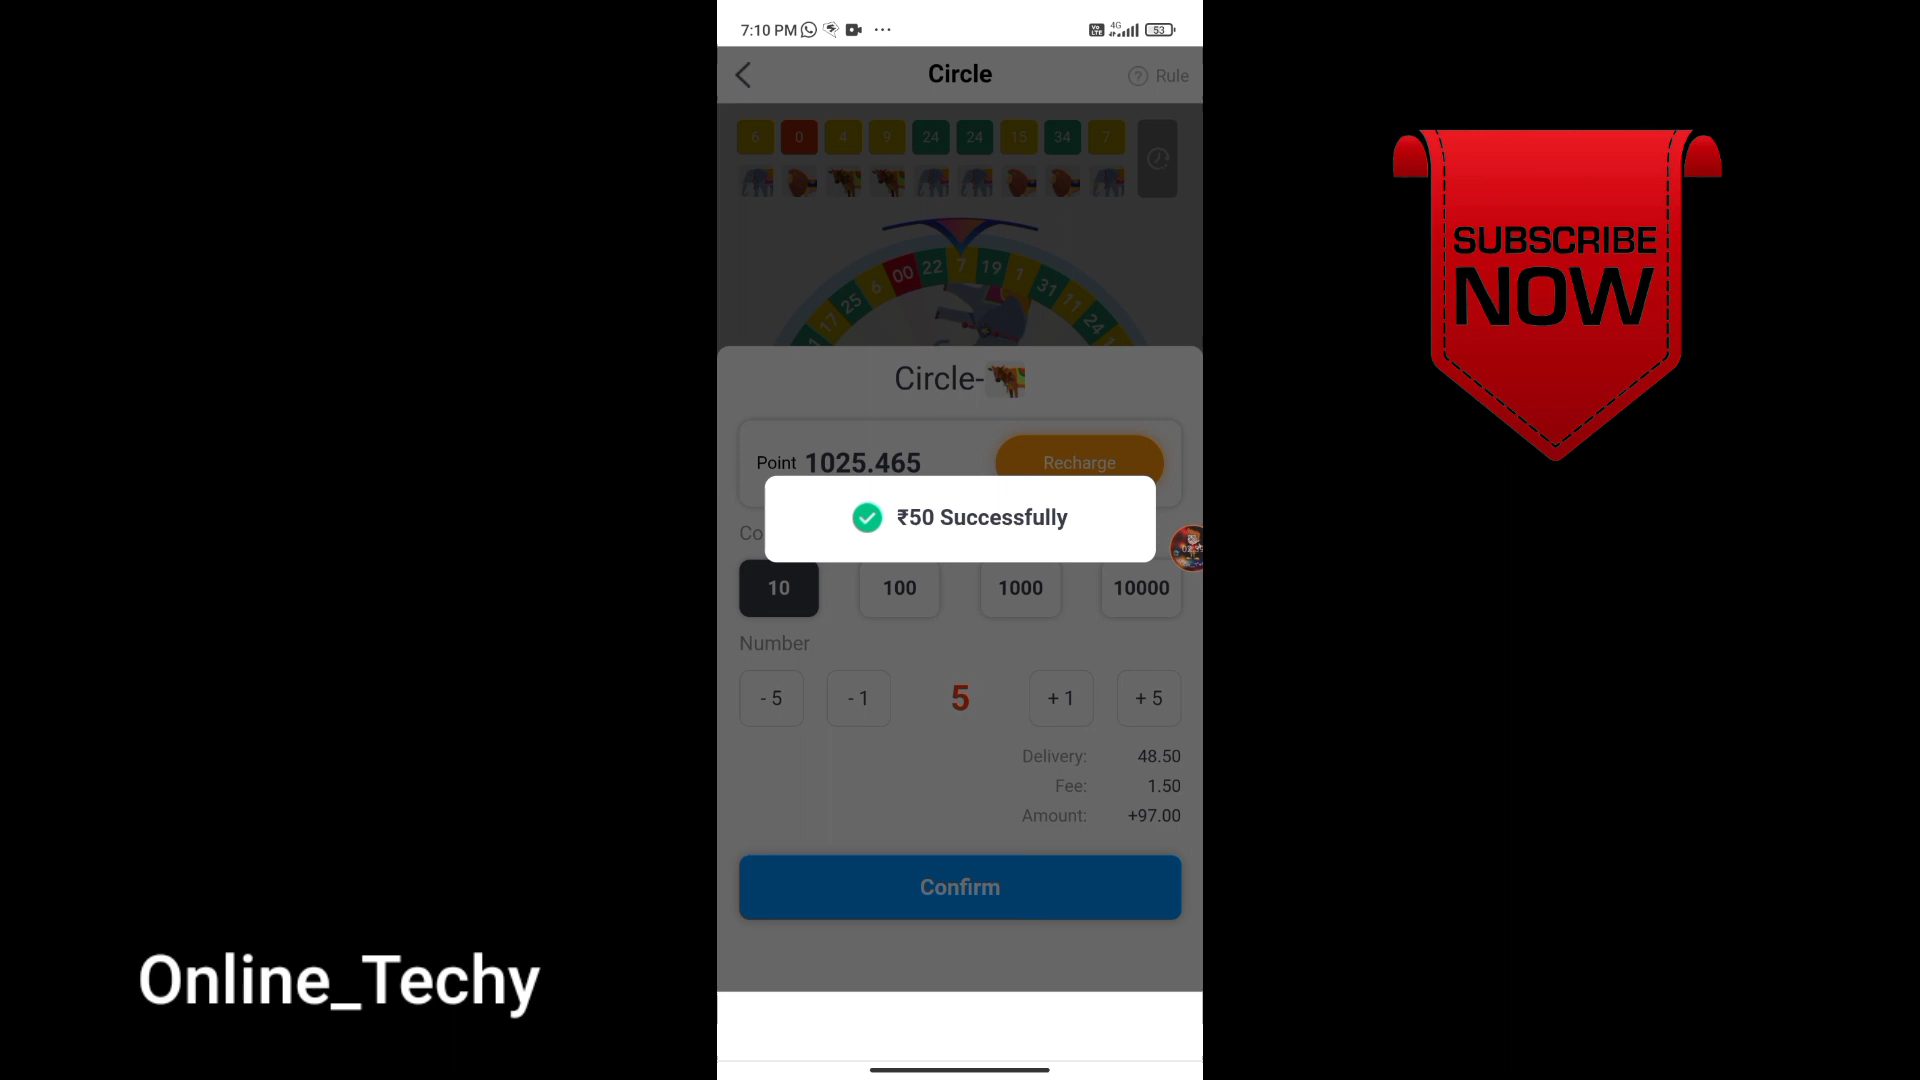 7:10 PM
4G
53
Circle
? Rule
6 0 4 9 24 24 15 34 7
17 25 6 00 22 7 19 1 31 11 24
Circle-
Point 1025.465
Recharge
₹50 Successfully
Co
10 100 1000 10000
Number
- 5 - 1 5 + 1 + 5
Delivery: 48.50
Fee: 1.50
Amount: +97.00
Confirm
SUBSCRIBE
NOW
Online_Techy